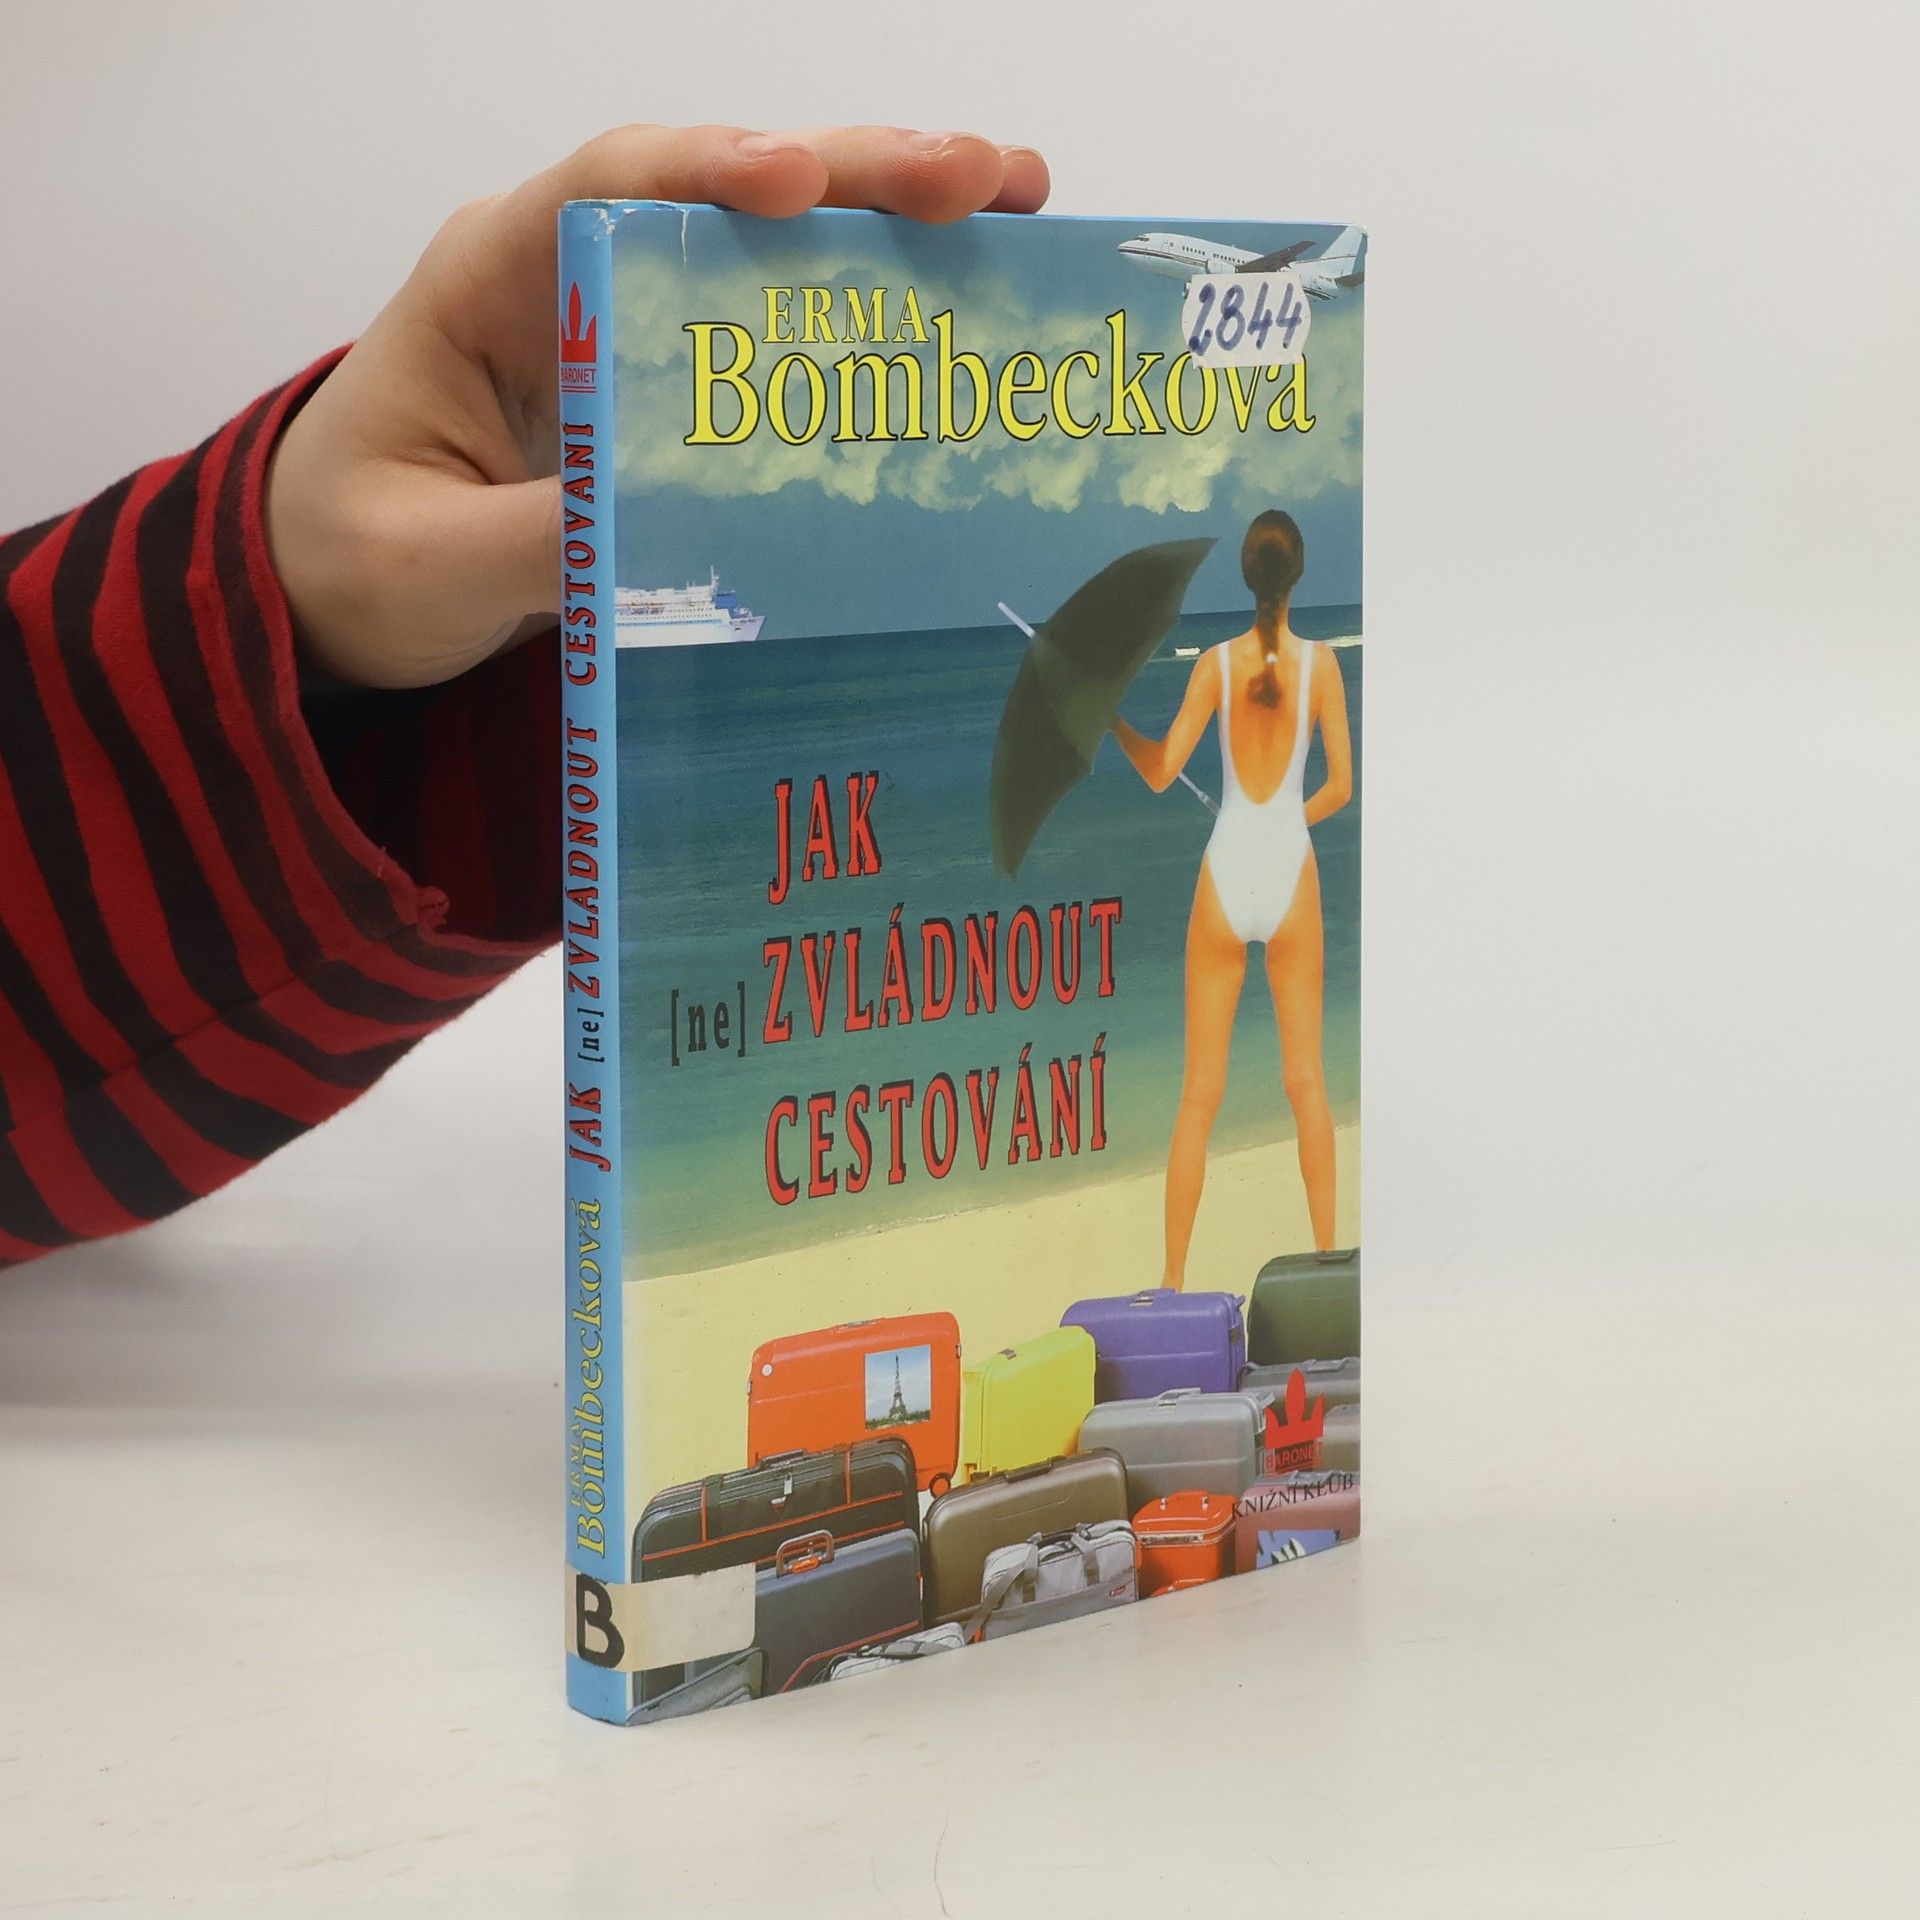 ERMA
Bombecková
2844
JAK
[ne] ZVLÁDNOUT
CESTOVÁNÍ
BARONET
KNIŽNÍ KLUB
BARONET
ERMA
Bombecková JAK [ne] ZVLÁDNOUT CESTOVÁNÍ
B